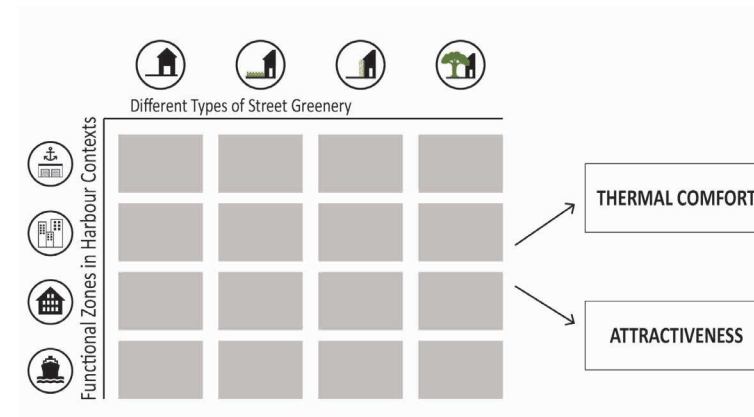 Different Types of Street Greenery
Functional Zones in Harbour Contexts
THERMAL COMFORT
ATTRACTIVENESS